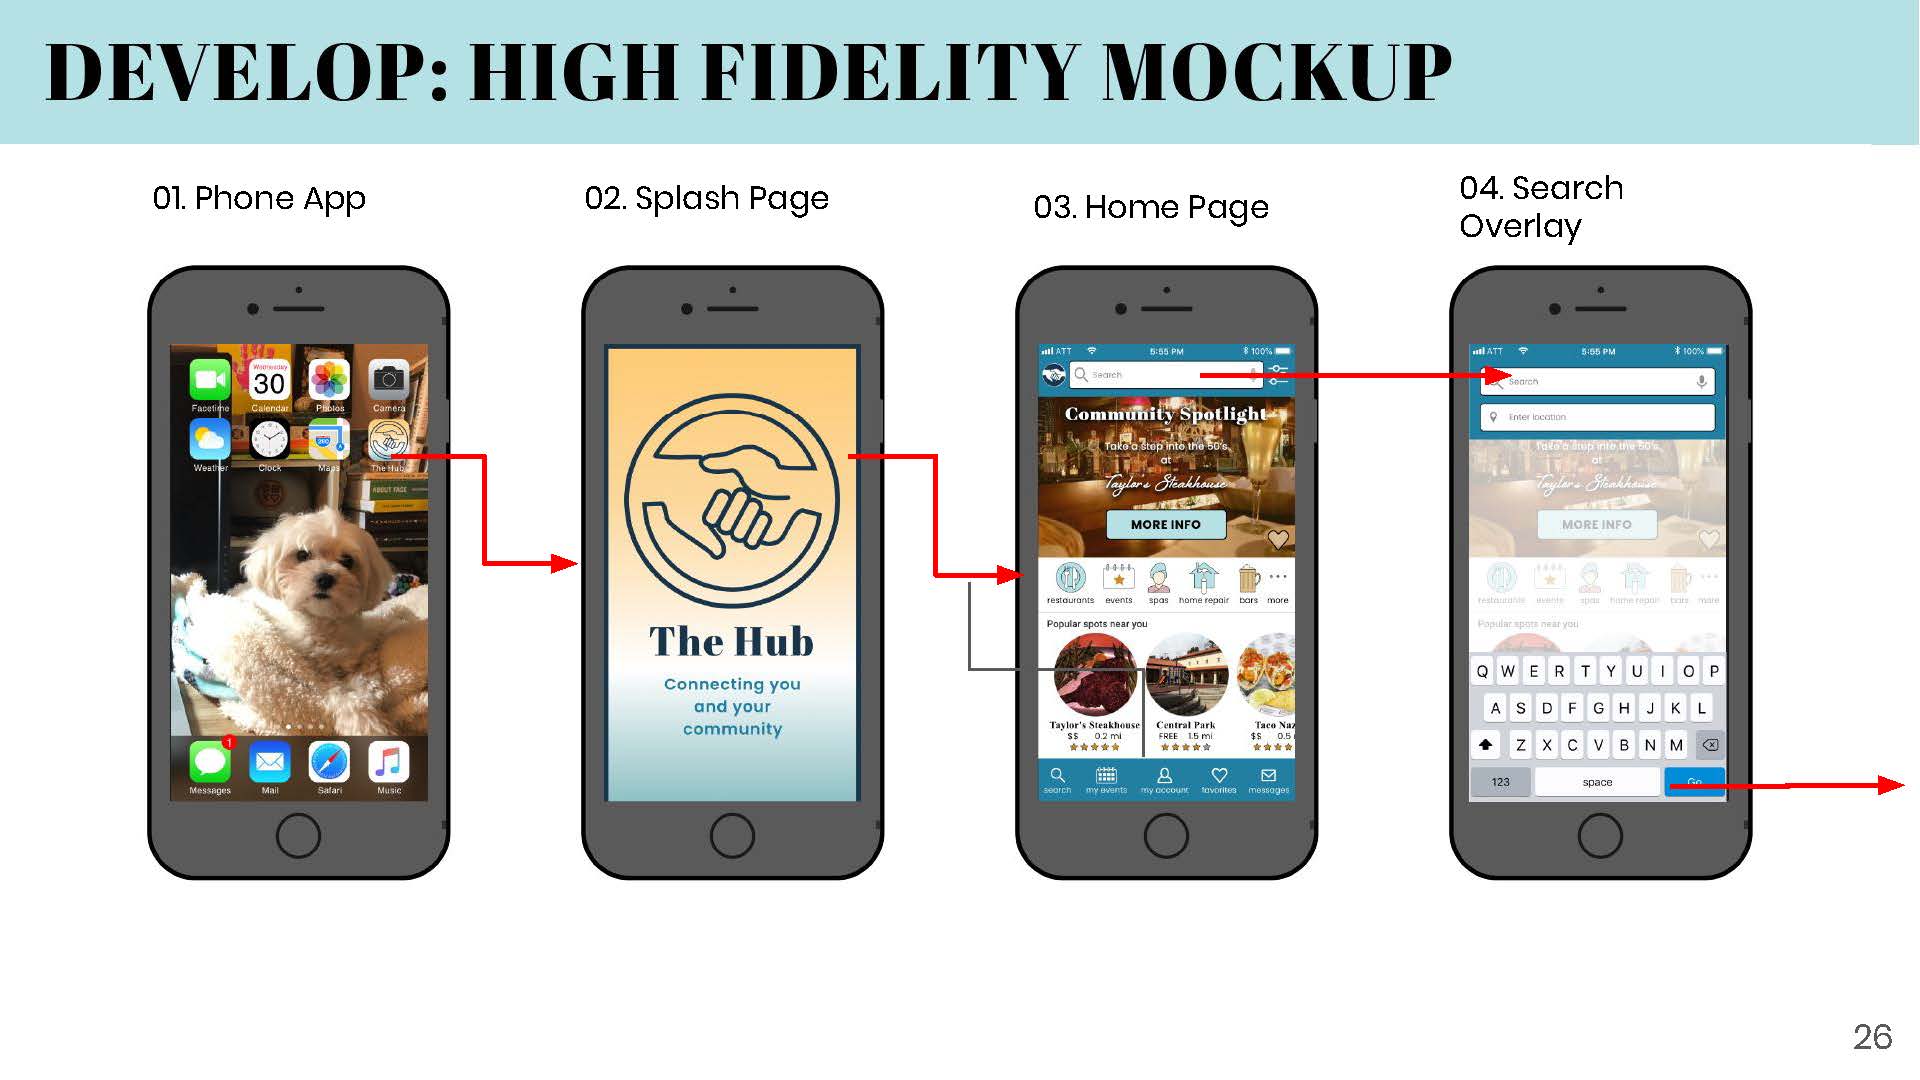 DEVELOP: HIGH FIDELITY MOCKUP
01. Phone App
02. Splash Page
03. Home Page
04. Search
Overlay
Wednesday
30
Facetime Calendar Photos Camera
280
Weather Clock Maps The Hub
ABOUT FACE
1
Messages Mail Safari Music
The Hub
Connecting you
and your
community
ATT 5:55 PM 100%
Search
Community Spotlight
Take a step into the 50's
at
Taylor's Steakhouse
MORE INFO
restaurants events spas home repair bars more
Popular spots near you
Taylor's Steakhouse Central Park Taco Naz
$$ 0.2 mi FREE 1.5 mi $$ 0.5
search my events my account favorites messages
ATT 5:55 PM 100%
Search
Enter location
Take a step into the 50's
at
Taylor's Steakhouse
MORE INFO
restaurants events spas home repair bars more
Popular spots near you
Q W E R T Y U I O P
A S D F G H J K L
Z X C V B N M
123 space Go
26